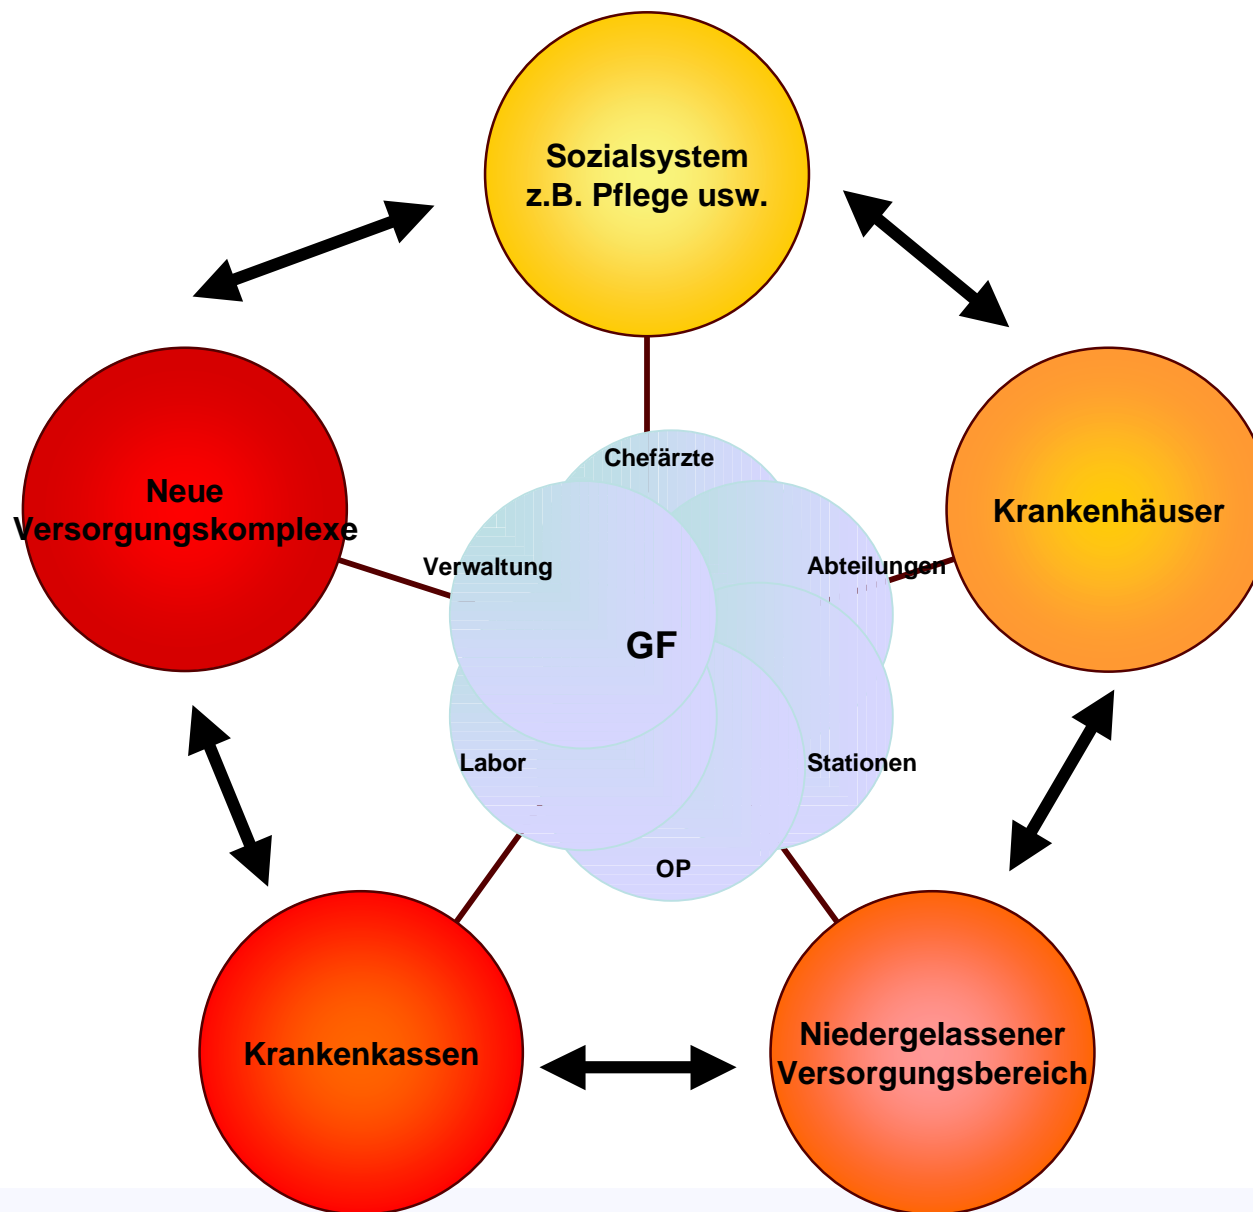 Sozialsystem
z.B. Pflege usw.
Neue
Versorgungskomplexe
Krankenhäuser
Chefärzte
Verwaltung
Abteilungen
GF
Labor
Stationen
OP
Krankenkassen
Niedergelassener
Versorgungsbereich